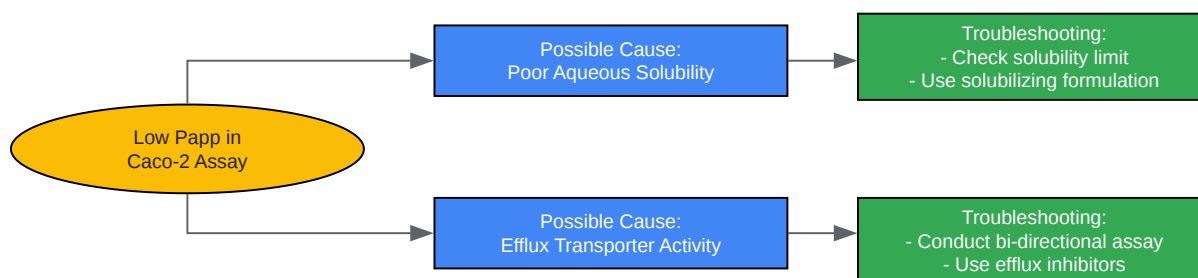 Low Papp in
Caco-2 Assay
Possible Cause:
Poor Aqueous Solubility
Troubleshooting:
- Check solubility limit
- Use solubilizing formulation
Possible Cause:
Efflux Transporter Activity
Troubleshooting:
- Conduct bi-directional assay
- Use efflux inhibitors